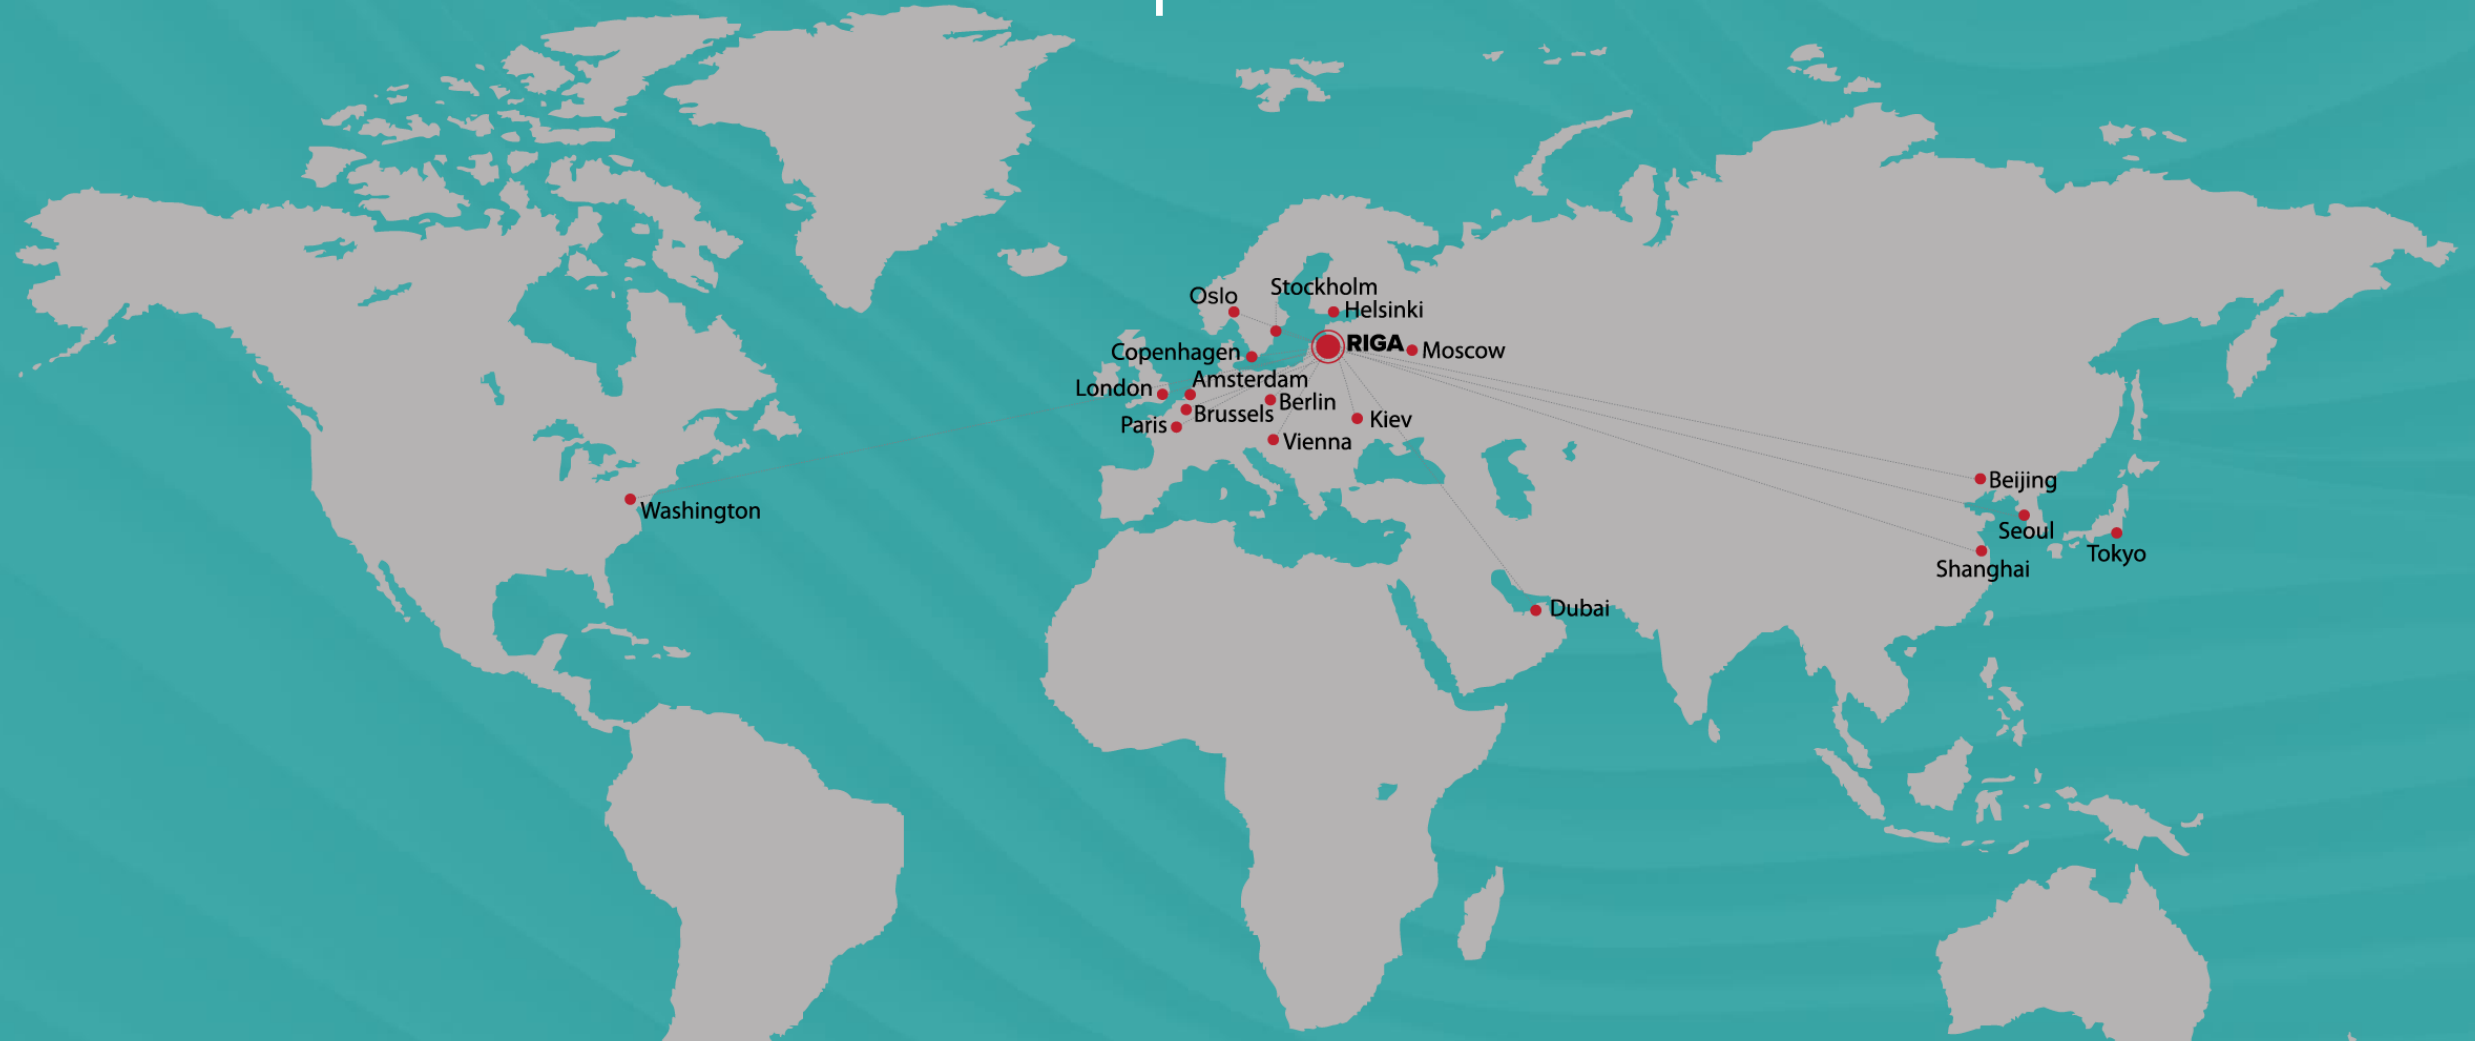 Stockholm
Oslo
Helsinki
RIGA
Copenhagen
Moscow
Amsterdam
London
Berlin
Brussels
Paris
Kiev
Vienna
Beijing
Washington
Seoul
Tokyo
Shanghai
Dubai